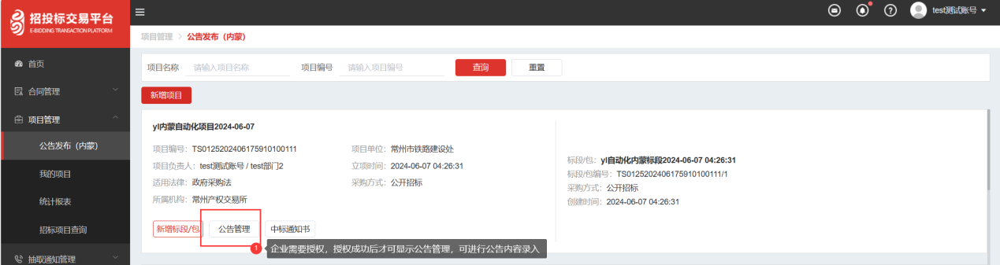 招投标交易平台
E-BIDDING TRANSACTION PLATFORM
test测试账号
项目管理 > 公告发布（内蒙）
首页
合同管理
项目管理
公告发布（内蒙）
我的项目
统计报表
招标项目查询
抽取通知管理
项目名称 请输入项目名称 项目编号 请输入项目编号 查询 重置
新增项目
yl内蒙自动化项目2024-06-07
项目编号：TS0125202406175910100111 项目单位：常州市铁路建设处
项目负责人：test测试账号 / test部门2 立项时间：2024-06-07 04:26:31
适用法律：政府采购法 采购方式：公开招标
所属机构：常州产权交易所
标段/包：yl自动化内蒙标段2024-06-07 04:26:31
标段/包编号：TS0125202406175910100111/1
采购方式：公开招标
创建时间：2024-06-07 04:26:31
新增标段/包 公告管理 中标通知书
1 企业需要授权，授权成功后才可显示公告管理，可进行公告内容录入